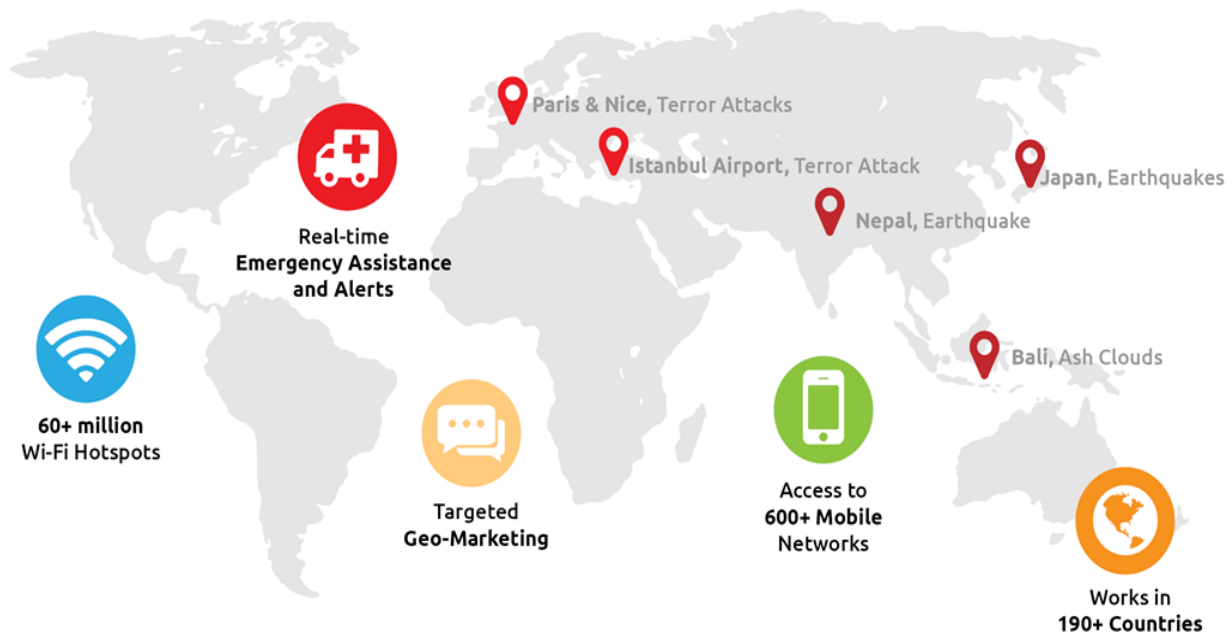 Paris & Nice, Terror Attacks
Istanbul Airport, Terror Attack
Japan, Earthquakes
Nepal, Earthquake
Real-time
Emergency Assistance
and Alerts
Bali, Ash Clouds
60+ million
Wi-Fi Hotspots
Targeted
Geo-Marketing
Access to
600+ Mobile
Networks
Works in
190+ Countries